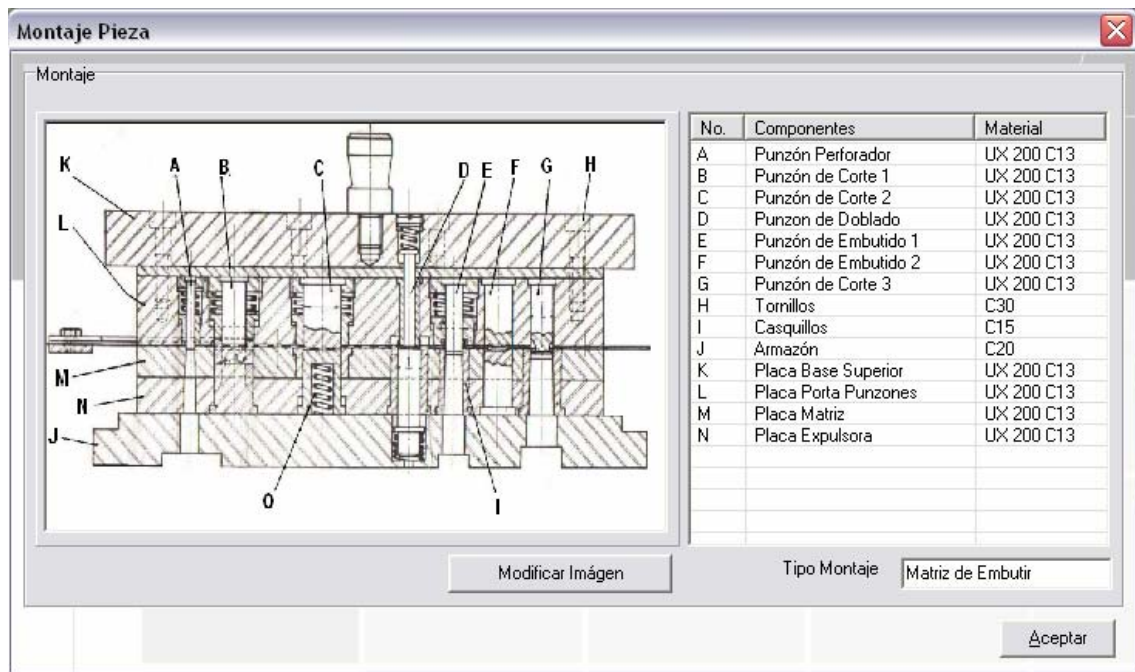 Montaje Pieza
Montaje
K
A
B
C
D
E
F
G
H
L
M
N
J
O
I
No. Componentes Material
A Punzón Perforador UX 200 C13
B Punzón de Corte 1 UX 200 C13
C Punzón de Corte 2 UX 200 C13
D Punzon de Doblado UX 200 C13
E Punzón de Embutido 1 UX 200 C13
F Punzón de Embutido 2 UX 200 C13
G Punzón de Corte 3 UX 200 C13
H Tornillos C30
I Casquillos C15
J Armazón C20
K Placa Base Superior UX 200 C13
L Placa Porta Punzones UX 200 C13
M Placa Matriz UX 200 C13
N Placa Expulsora UX 200 C13
Modificar Imágen
Tipo Montaje Matriz de Embutir
Aceptar